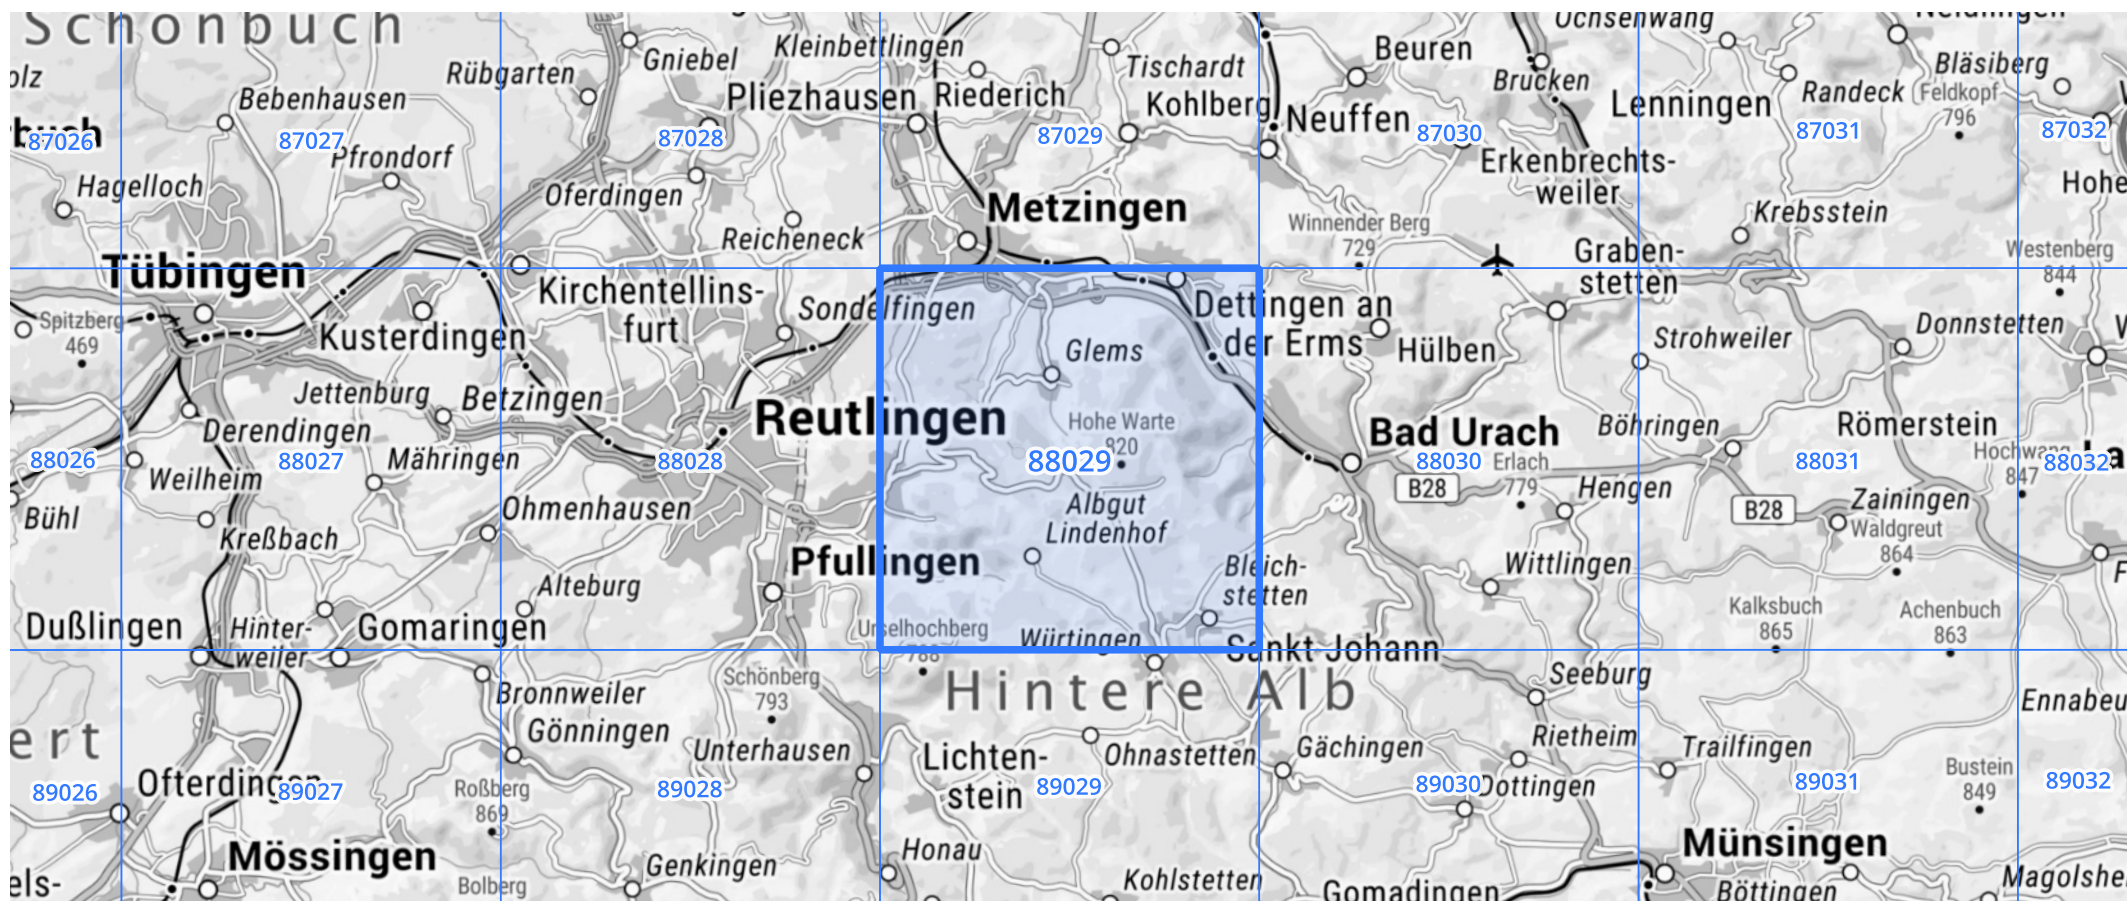 Schönbuch
Gniebel
Kleinbettlingen
Tischardt
Beuren
Ochsenwang
Bläsiberg
Rübgarten
Brucken
Randeck
Feldkopf
796
Bebenhausen
Pliezhausen
Riederich
Kohlberg
Neuffen
Lenningen
87026
87027
87028
87029
87030
87031
87032
Pfrondorf
Erkenbrechts-
weiler
Hagelloch
Oferdingen
Metzingen
Krebsstein
Reicheneck
Winnender Berg
729
Graben-
stetten
Westenberg
844
Tübingen
Kirchentellins-
furt
Sondelfingen
Dettingen an
der Erms
Spitzberg
469
Kusterdingen
Glems
Hülben
Strohweiler
Donnstetten
Jettenburg
Betzingen
Reutlingen
Hohe Warte
820
Bad Urach
Böhringen
Römerstein
Derendingen
88026
88027
Mähringen
88028
88029
88030
Erlach
779
88031
Hochwang
847
88032
Weilheim
B28
Hengen
B28
Zainingen
Bühl
Ohmenhausen
Albgut
Lindenhof
Waldgreut
864
Kreßbach
Pfullingen
Bleich-
stetten
Wittlingen
Alteburg
Kalksbuch
865
Achenbuch
863
Dußlingen
Hinter-
weiler
Gomaringen
Urselhochberg
788
Würtingen
Sankt Johann
Bronnweiler
Schönberg
793
Hintere Alb
Seeburg
Gönningen
Unterhausen
Lichten-
stein
Ohnastetten
Gächingen
Rietheim
Trailfingen
Ofterdingen
89026
89027
Roßberg
869
89028
89029
89030
Dottingen
89031
Bustein
849
89032
Mössingen
Bolberg
Genkingen
Honau
Kohlstetten
Gomadingen
Münsingen
Böttingen